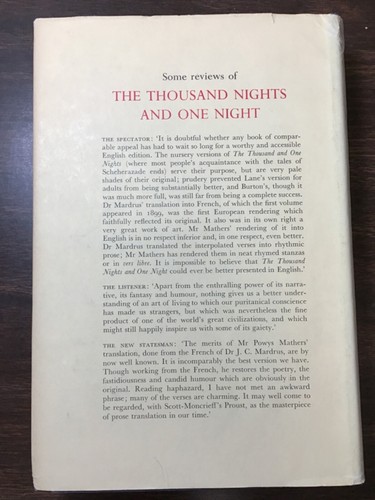 Some reviews of
THE THOUSAND NIGHTS
AND ONE NIGHT
THE SPECTATOR: 'It is doubtful whether any book of compar-
able appeal has had to wait so long for a worthy and accessible
English edition. The nursery versions of The Thousand and One
Nights (where most people's acquaintance with the tales of
Scheherazade ends) serve their purpose, but are very pale
shades of their original; prudery prevented Lane's version for
adults from being substantially better, and Burton's, though it
was much more full, was still far from being a complete success.
Dr Mardrus' translation into French, of which the first volume
appeared in 1899, was the first European rendering which
faithfully reflected its original. It also was in its own right a
very great work of art. Mr Mathers' rendering of it into
English is in no respect inferior and, in one respect, even better.
Dr Mardrus translated the interpolated verses into rhythmic
prose; Mr Mathers has rendered them in neat rhymed stanzas
or in vers libre. It is impossible to believe that The Thousand
Nights and One Night could ever be better presented in English.'
THE LISTENER: 'Apart from the enthralling power of its narra-
tive, its fantasy and humour, nothing gives us a better under-
standing of an art of living to which our puritanical conscience
has made us strangers, but which was nevertheless the fine
product of one of the world's great civilizations, and which
might still happily inspire us with some of its gaiety.'
THE NEW STATESMAN: 'The merits of Mr Powys Mathers'
translation, done from the French of Dr J. C. Mardrus, are by
now well known. It is incomparably the best version we have.
Though working from the French, he restores the poetry, the
fastidiousness and candid humour which are obviously in the
original. Reading haphazard, I have not met an awkward
phrase; many of the verses are charming. It may well come to
be regarded, with Scott-Moncrieff's Proust, as the masterpiece
of prose translation in our time.'